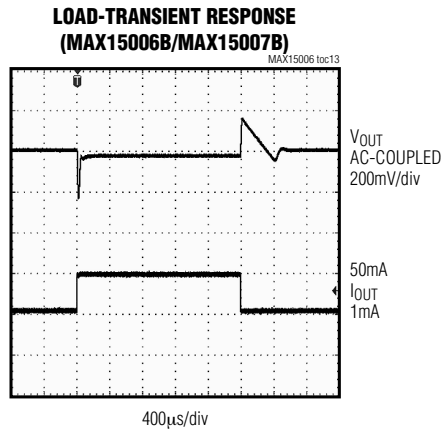 LOAD-TRANSIENT RESPONSE
(MAX15006B/MAX15007B)
MAX15006 toc13
VOUT
AC-COUPLED
200mV/div
50mA
IOUT
1mA
400μs/div